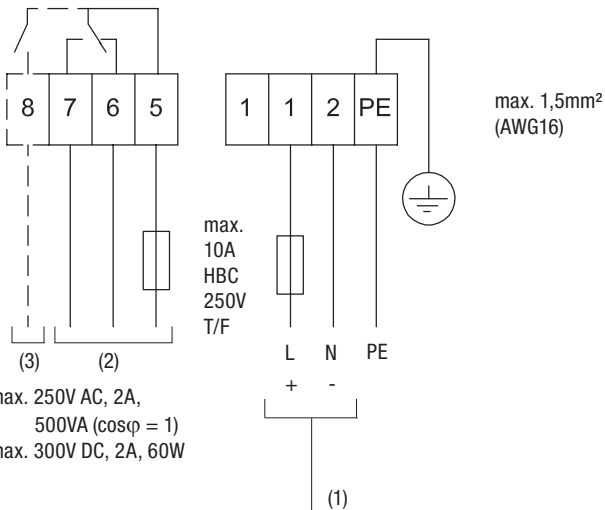 8 7 6 5
1 1 2 PE
max. 1,5mm²
(AWG16)
max.
10A
HBC
250V
T/F
L N PE
+ -
(3) (2)
max. 250V AC, 2A,
500VA (cosφ = 1)
max. 300V DC, 2A, 60W
(1)